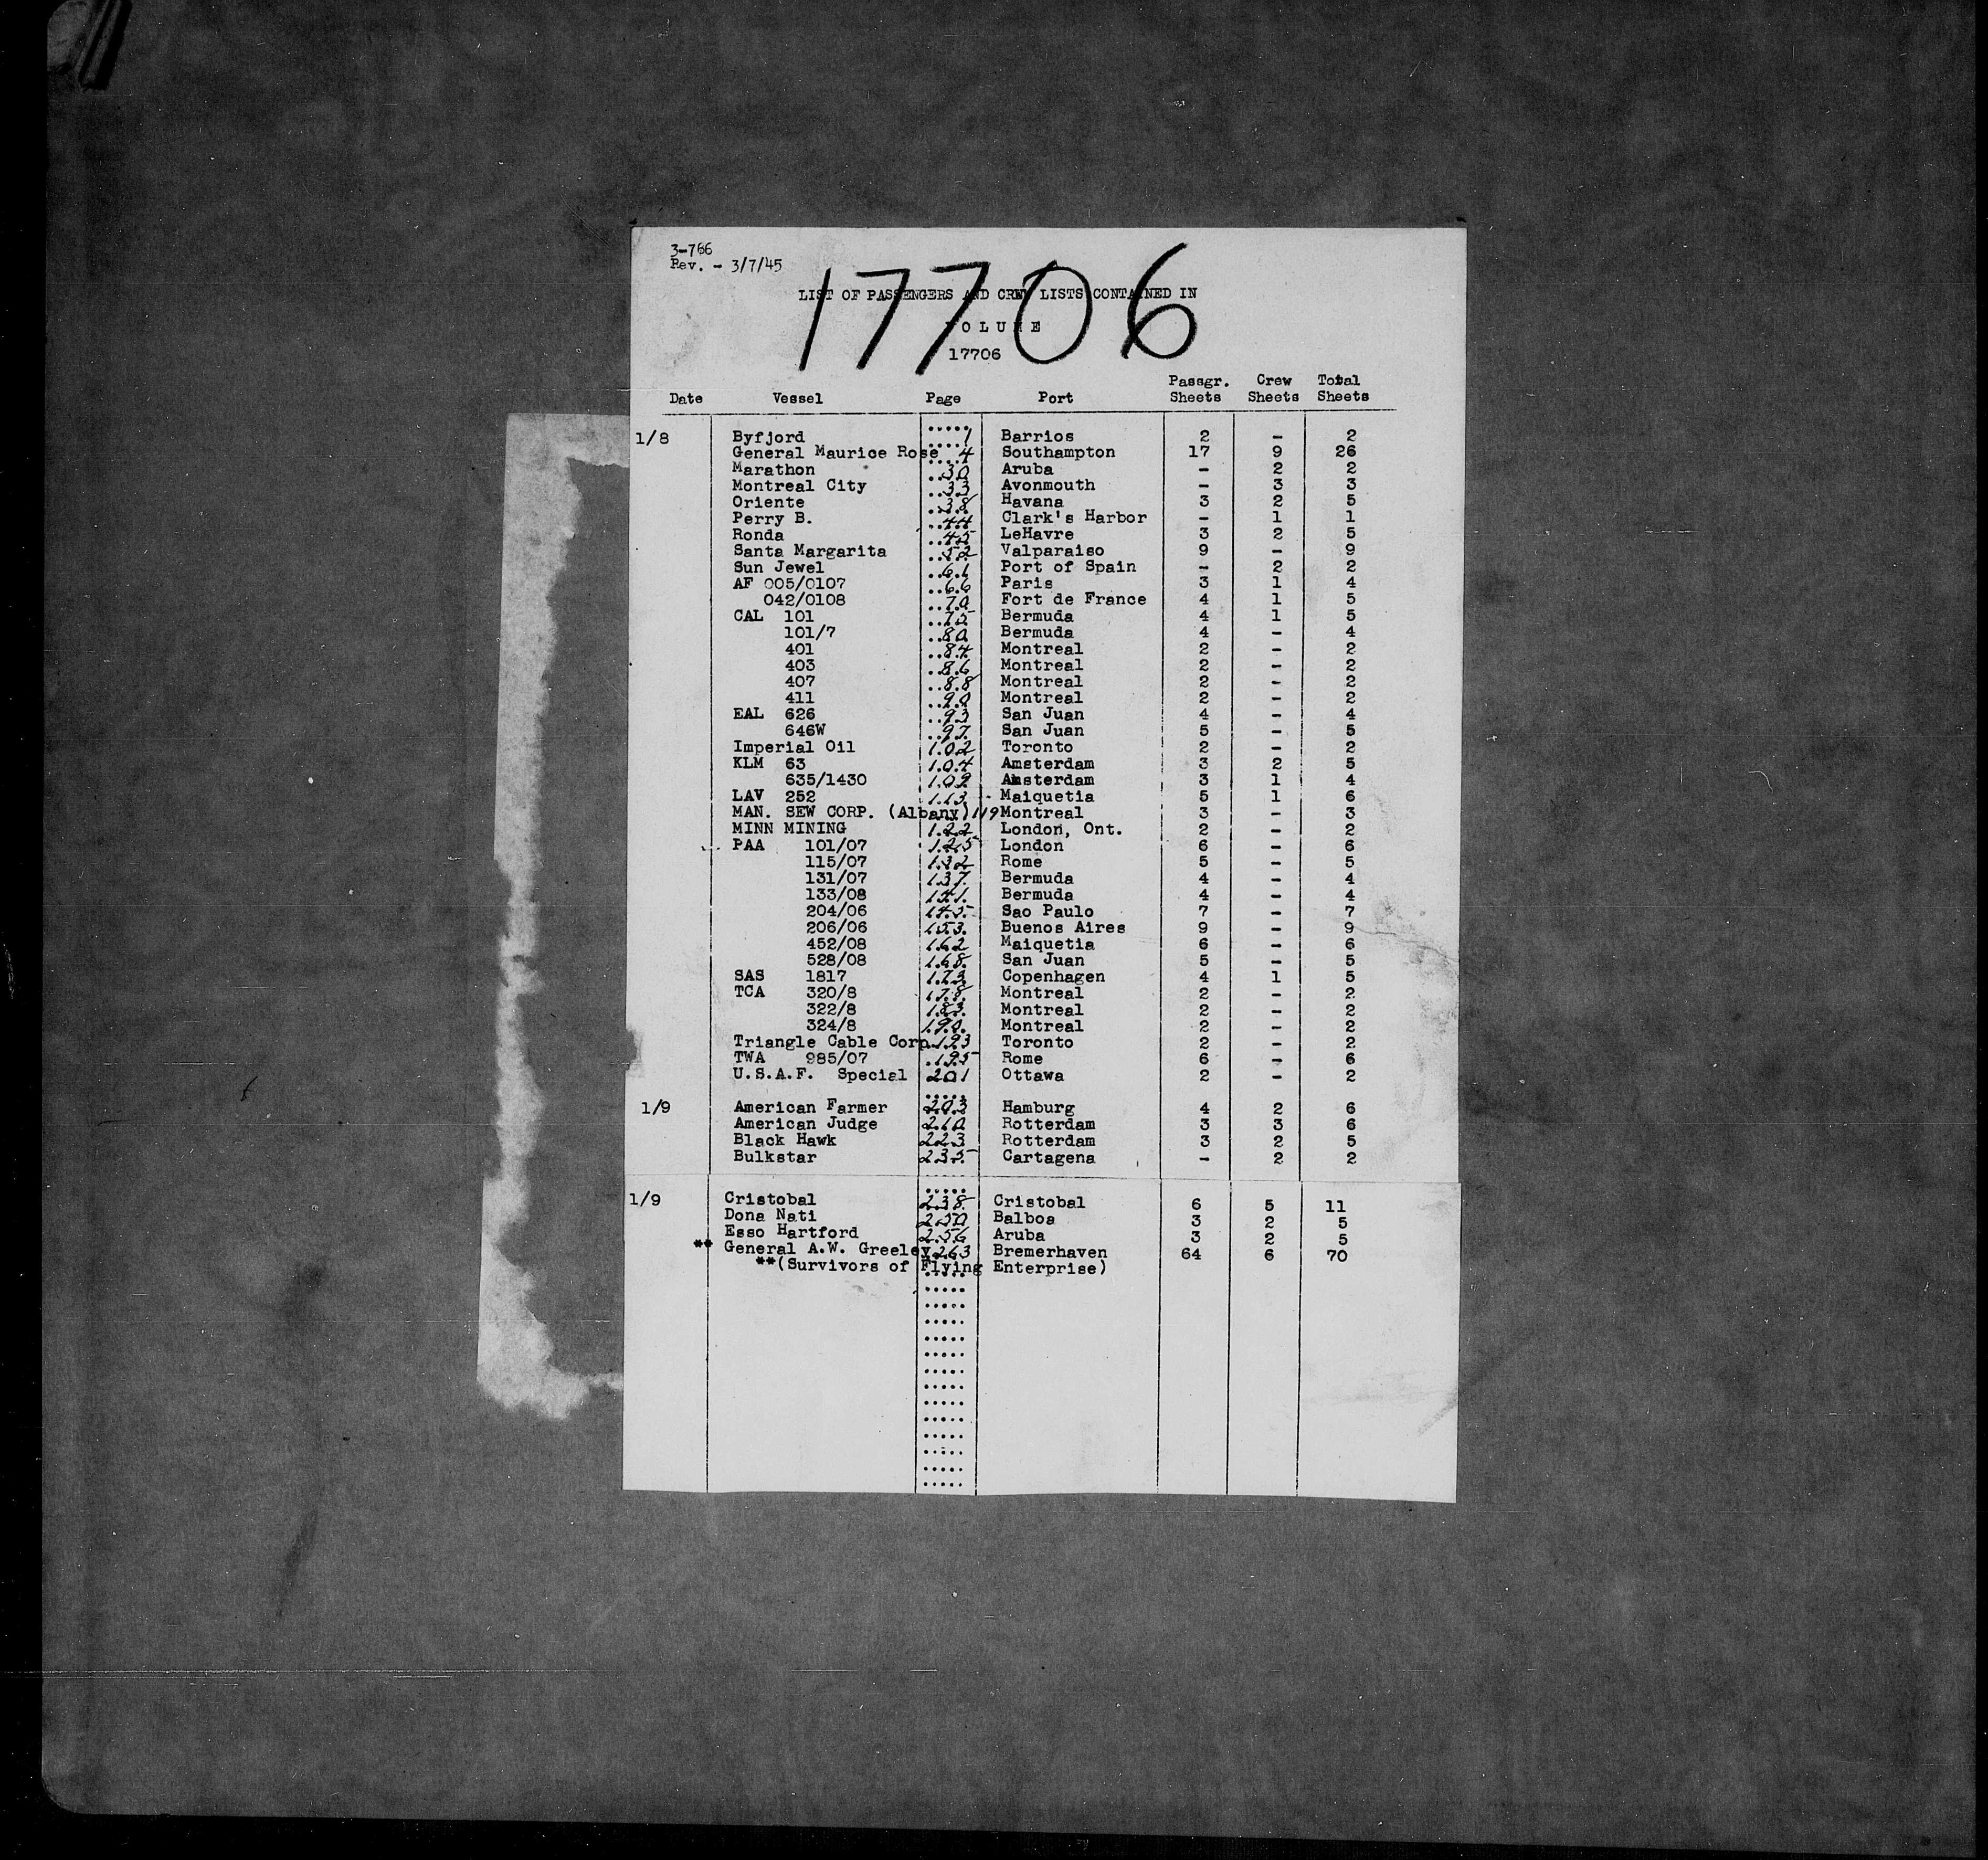 3-766
Rev. - 3/7/45
17706
LIST OF PASSENGERS AND CREW LISTS CONTAINED IN
VOLUME
17706
Date Vessel Page Port Passgr. Sheets Crew Sheets Total Sheets
1/8 Byfjord 1 Barrios 2 - 2
General Maurice Rose 4 Southampton 17 9 26
Marathon 30 Aruba - 2 2
Montreal City 33 Avonmouth - 3 3
Oriente 38 Havana 3 2 5
Perry B. 44 Clark's Harbor - 1 1
Ronda 45 LeHavre 3 2 5
Santa Margarita 52 Valparaiso 9 - 9
Sun Jewel 61 Port of Spain - 2 2
AF 005/0107 66 Paris 3 1 4
042/0108 70 Fort de France 4 1 5
CAL 101 75 Bermuda 4 1 5
101/7 80 Bermuda 4 - 4
401 84 Montreal 2 - 2
403 86 Montreal 2 - 2
407 88 Montreal 2 - 2
411 90 Montreal 2 - 2
EAL 626 93 San Juan 4 - 4
646W 97 San Juan 5 - 5
Imperial Oil 102 Toronto 2 - 2
KLM 63 104 Amsterdam 3 2 5
635/1430 109 Amsterdam 3 1 4
LAV 252 113 Maiquetia 5 1 6
MAN. SEW CORP. (Albany) 119 Montreal 3 - 3
MINN MINING 122 London, Ont. 2 - 2
PAA 101/07 125 London 6 - 6
115/07 132 Rome 5 - 5
131/07 137 Bermuda 4 - 4
133/08 141 Bermuda 4 - 4
204/06 145 Sao Paulo 7 - 7
206/06 153 Buenos Aires 9 - 9
452/08 162 Maiquetia 6 - 6
528/08 168 San Juan 5 - 5
SAS 1817 173 Copenhagen 4 1 5
TCA 320/8 178 Montreal 2 - 2
322/8 183 Montreal 2 - 2
324/8 190 Montreal 2 - 2
Triangle Cable Corp. 193 Toronto 2 - 2
TWA 985/07 195 Rome 6 - 6
U.S.A.F. Special 201 Ottawa 2 - 2
1/9 American Farmer 203 Hamburg 4 2 6
American Judge 210 Rotterdam 3 3 6
Black Hawk 223 Rotterdam 3 2 5
Bulkstar 235 Cartagena - 2 2
1/9 Cristobal 238 Cristobal 6 5 11
Dona Nati 250 Balboa 3 2 5
Esso Hartford 256 Aruba 3 2 5
** General A.W. Greeley 263 Bremerhaven 64 6 70
**(Survivors of Flying Enterprise)